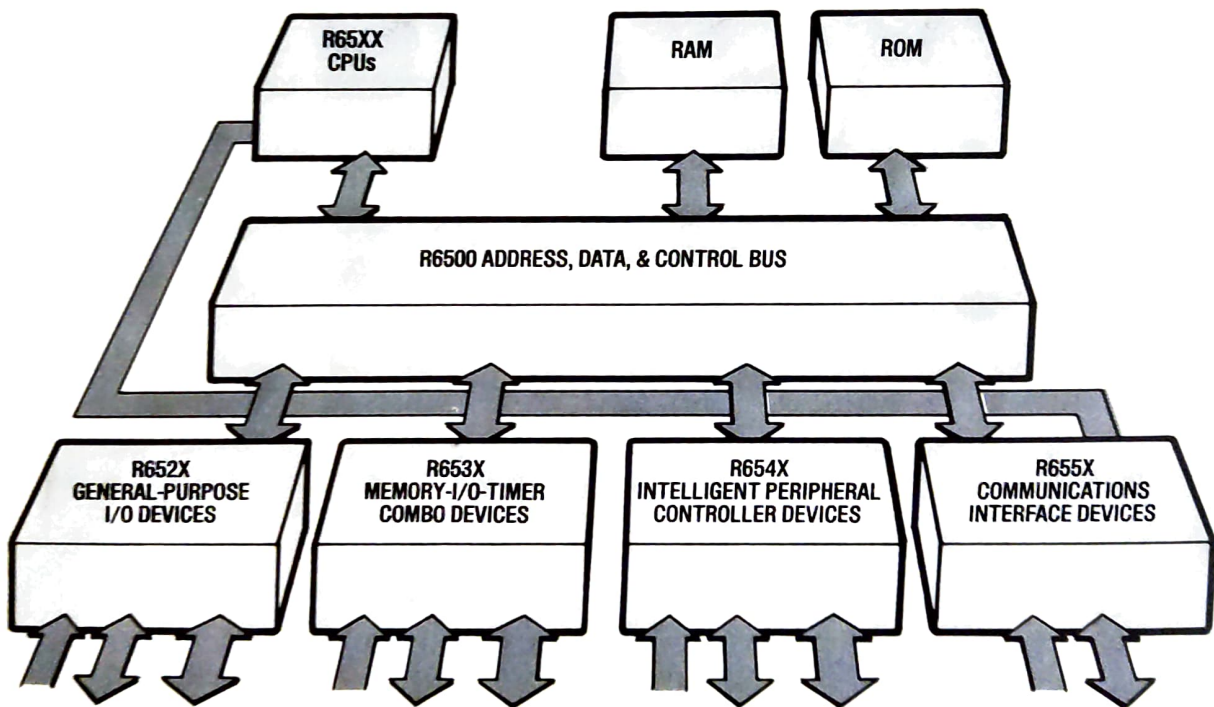 R65XX
CPUs
RAM
ROM
R6500 ADDRESS, DATA, & CONTROL BUS
R652X
GENERAL-PURPOSE
I/O DEVICES
R653X
MEMORY-I/O-TIMER
COMBO DEVICES
R654X
INTELLIGENT PERIPHERAL
CONTROLLER DEVICES
R655X
COMMUNICATIONS
INTERFACE DEVICES